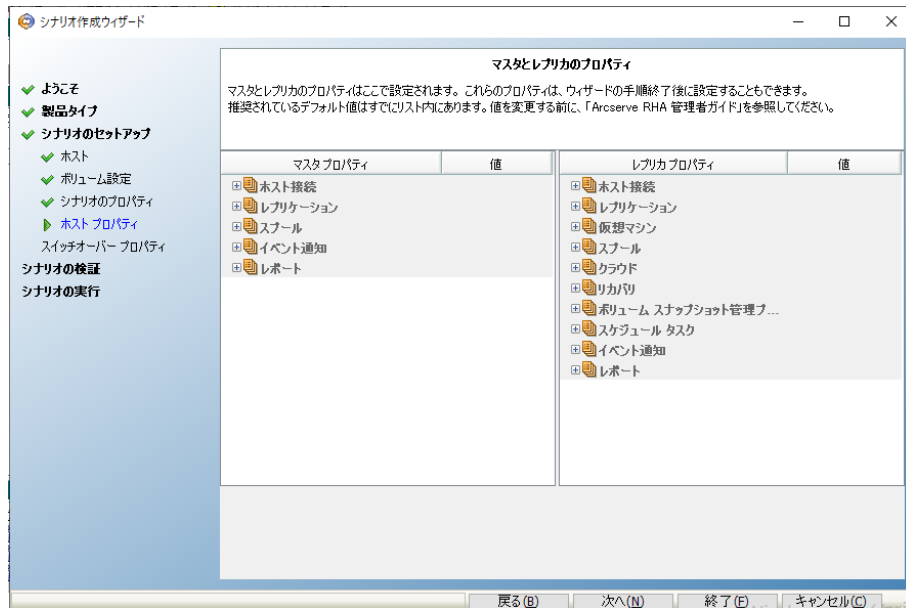 シナリオ作成ウィザード
マスタとレプリカのプロパティ
マスタとレプリカのプロパティはここで設定されます。これらのプロパティは、ウィザードの手順終了後に設定することもできます。
推奨されているデフォルト値はすでにリスト内にあります。値を変更する前に、「Arcserve RHA 管理者ガイド」を参照してください。
ようこそ
製品タイプ
シナリオのセットアップ
ホスト
ボリューム設定
シナリオのプロパティ
ホスト プロパティ
スイッチオーバー プロパティ
シナリオの検証
シナリオの実行
マスタ プロパティ 値
ホスト接続
レプリケーション
スプール
イベント通知
レポート
レプリカ プロパティ 値
ホスト接続
レプリケーション
仮想マシン
スプール
クラウド
リカバリ
ボリューム スナップショット管理プ...
スケジュール タスク
イベント通知
レポート
戻る(B) 次へ(N) 終了(F) キャンセル(C)